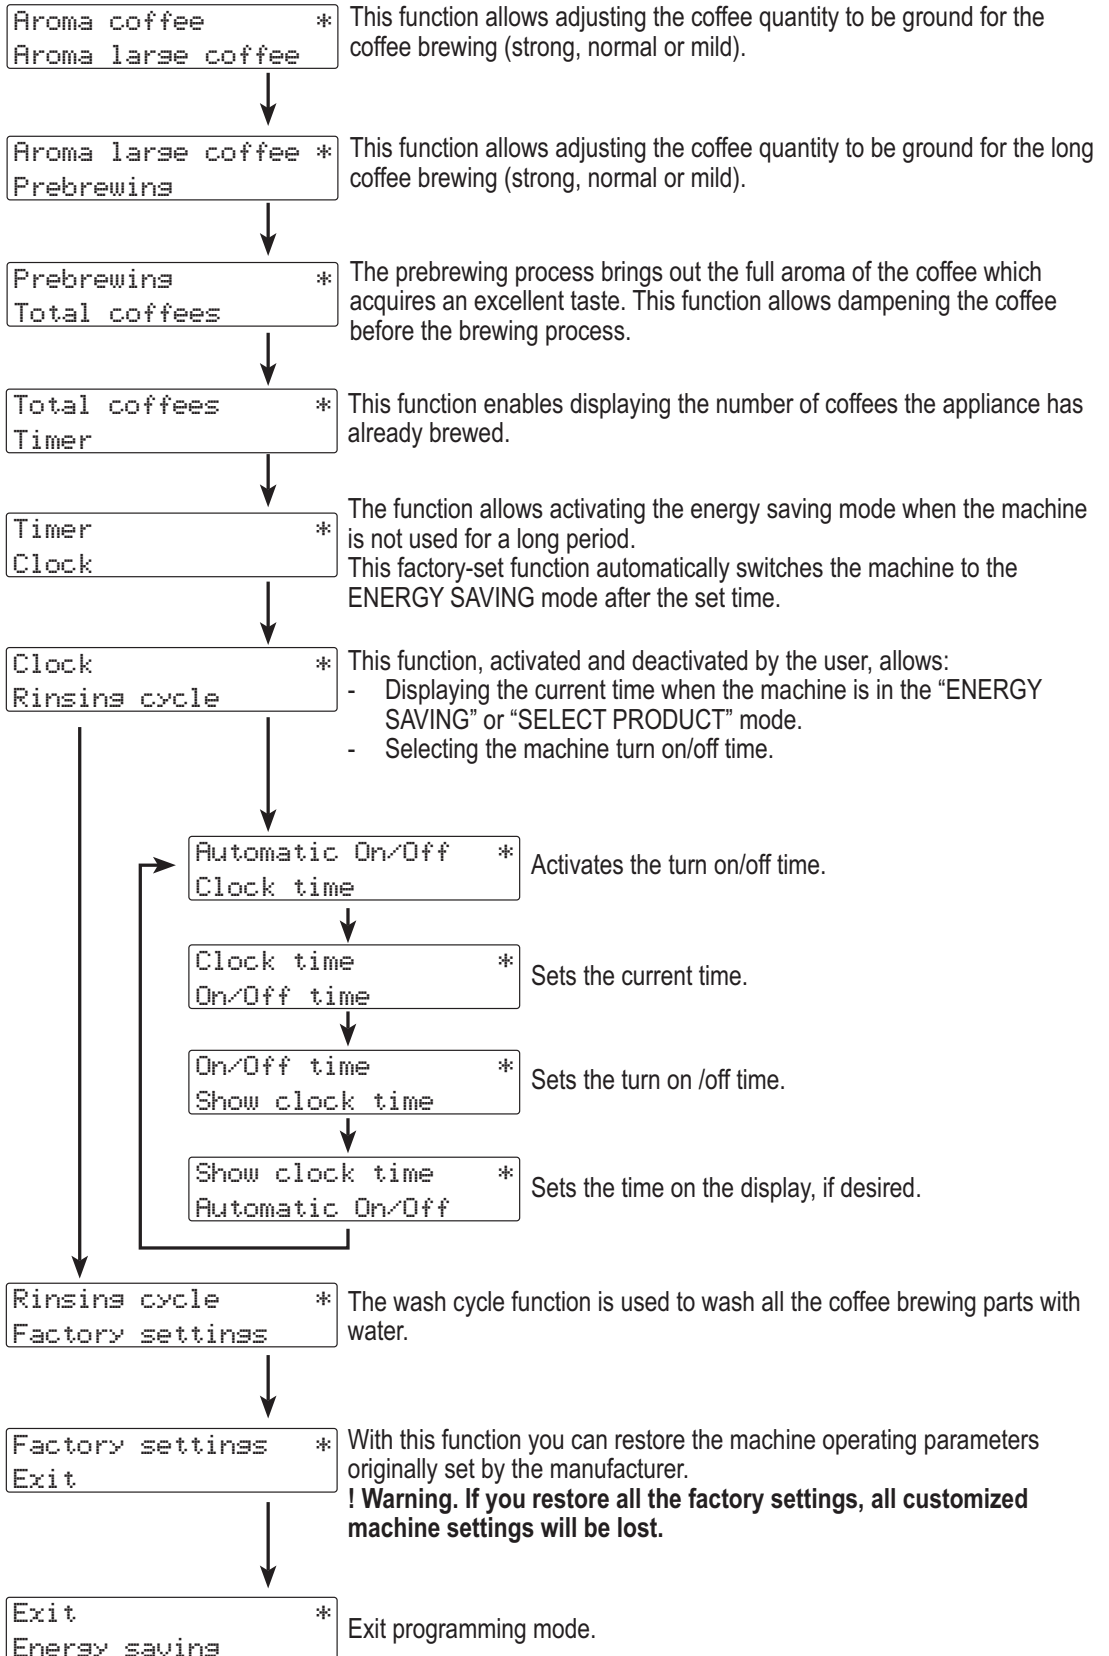 Aroma coffee *
Aroma large coffee
This function allows adjusting the coffee quantity to be ground for the
coffee brewing (strong, normal or mild).
Aroma large coffee *
Prebrewing
This function allows adjusting the coffee quantity to be ground for the long
coffee brewing (strong, normal or mild).
Prebrewing *
Total coffees
The prebrewing process brings out the full aroma of the coffee which
acquires an excellent taste. This function allows dampening the coffee
before the brewing process.
Total coffees *
Timer
This function enables displaying the number of coffees the appliance has
already brewed.
Timer *
Clock
The function allows activating the energy saving mode when the machine
is not used for a long period.
This factory-set function automatically switches the machine to the
ENERGY SAVING mode after the set time.
Clock *
Rinsing cycle
This function, activated and deactivated by the user, allows:
- Displaying the current time when the machine is in the “ENERGY
SAVING” or “SELECT PRODUCT” mode.
- Selecting the machine turn on/off time.
Automatic On/Off *
Clock time
Activates the turn on/off time.
Clock time *
On/Off time
Sets the current time.
On/Off time *
Show clock time
Sets the turn on /off time.
Show clock time *
Automatic On/Off
Sets the time on the display, if desired.
Rinsing cycle *
Factory settings
The wash cycle function is used to wash all the coffee brewing parts with
water.
Factory settings *
Exit
With this function you can restore the machine operating parameters
originally set by the manufacturer.
! Warning. If you restore all the factory settings, all customized
machine settings will be lost.
Exit *
Energy saving
Exit programming mode.